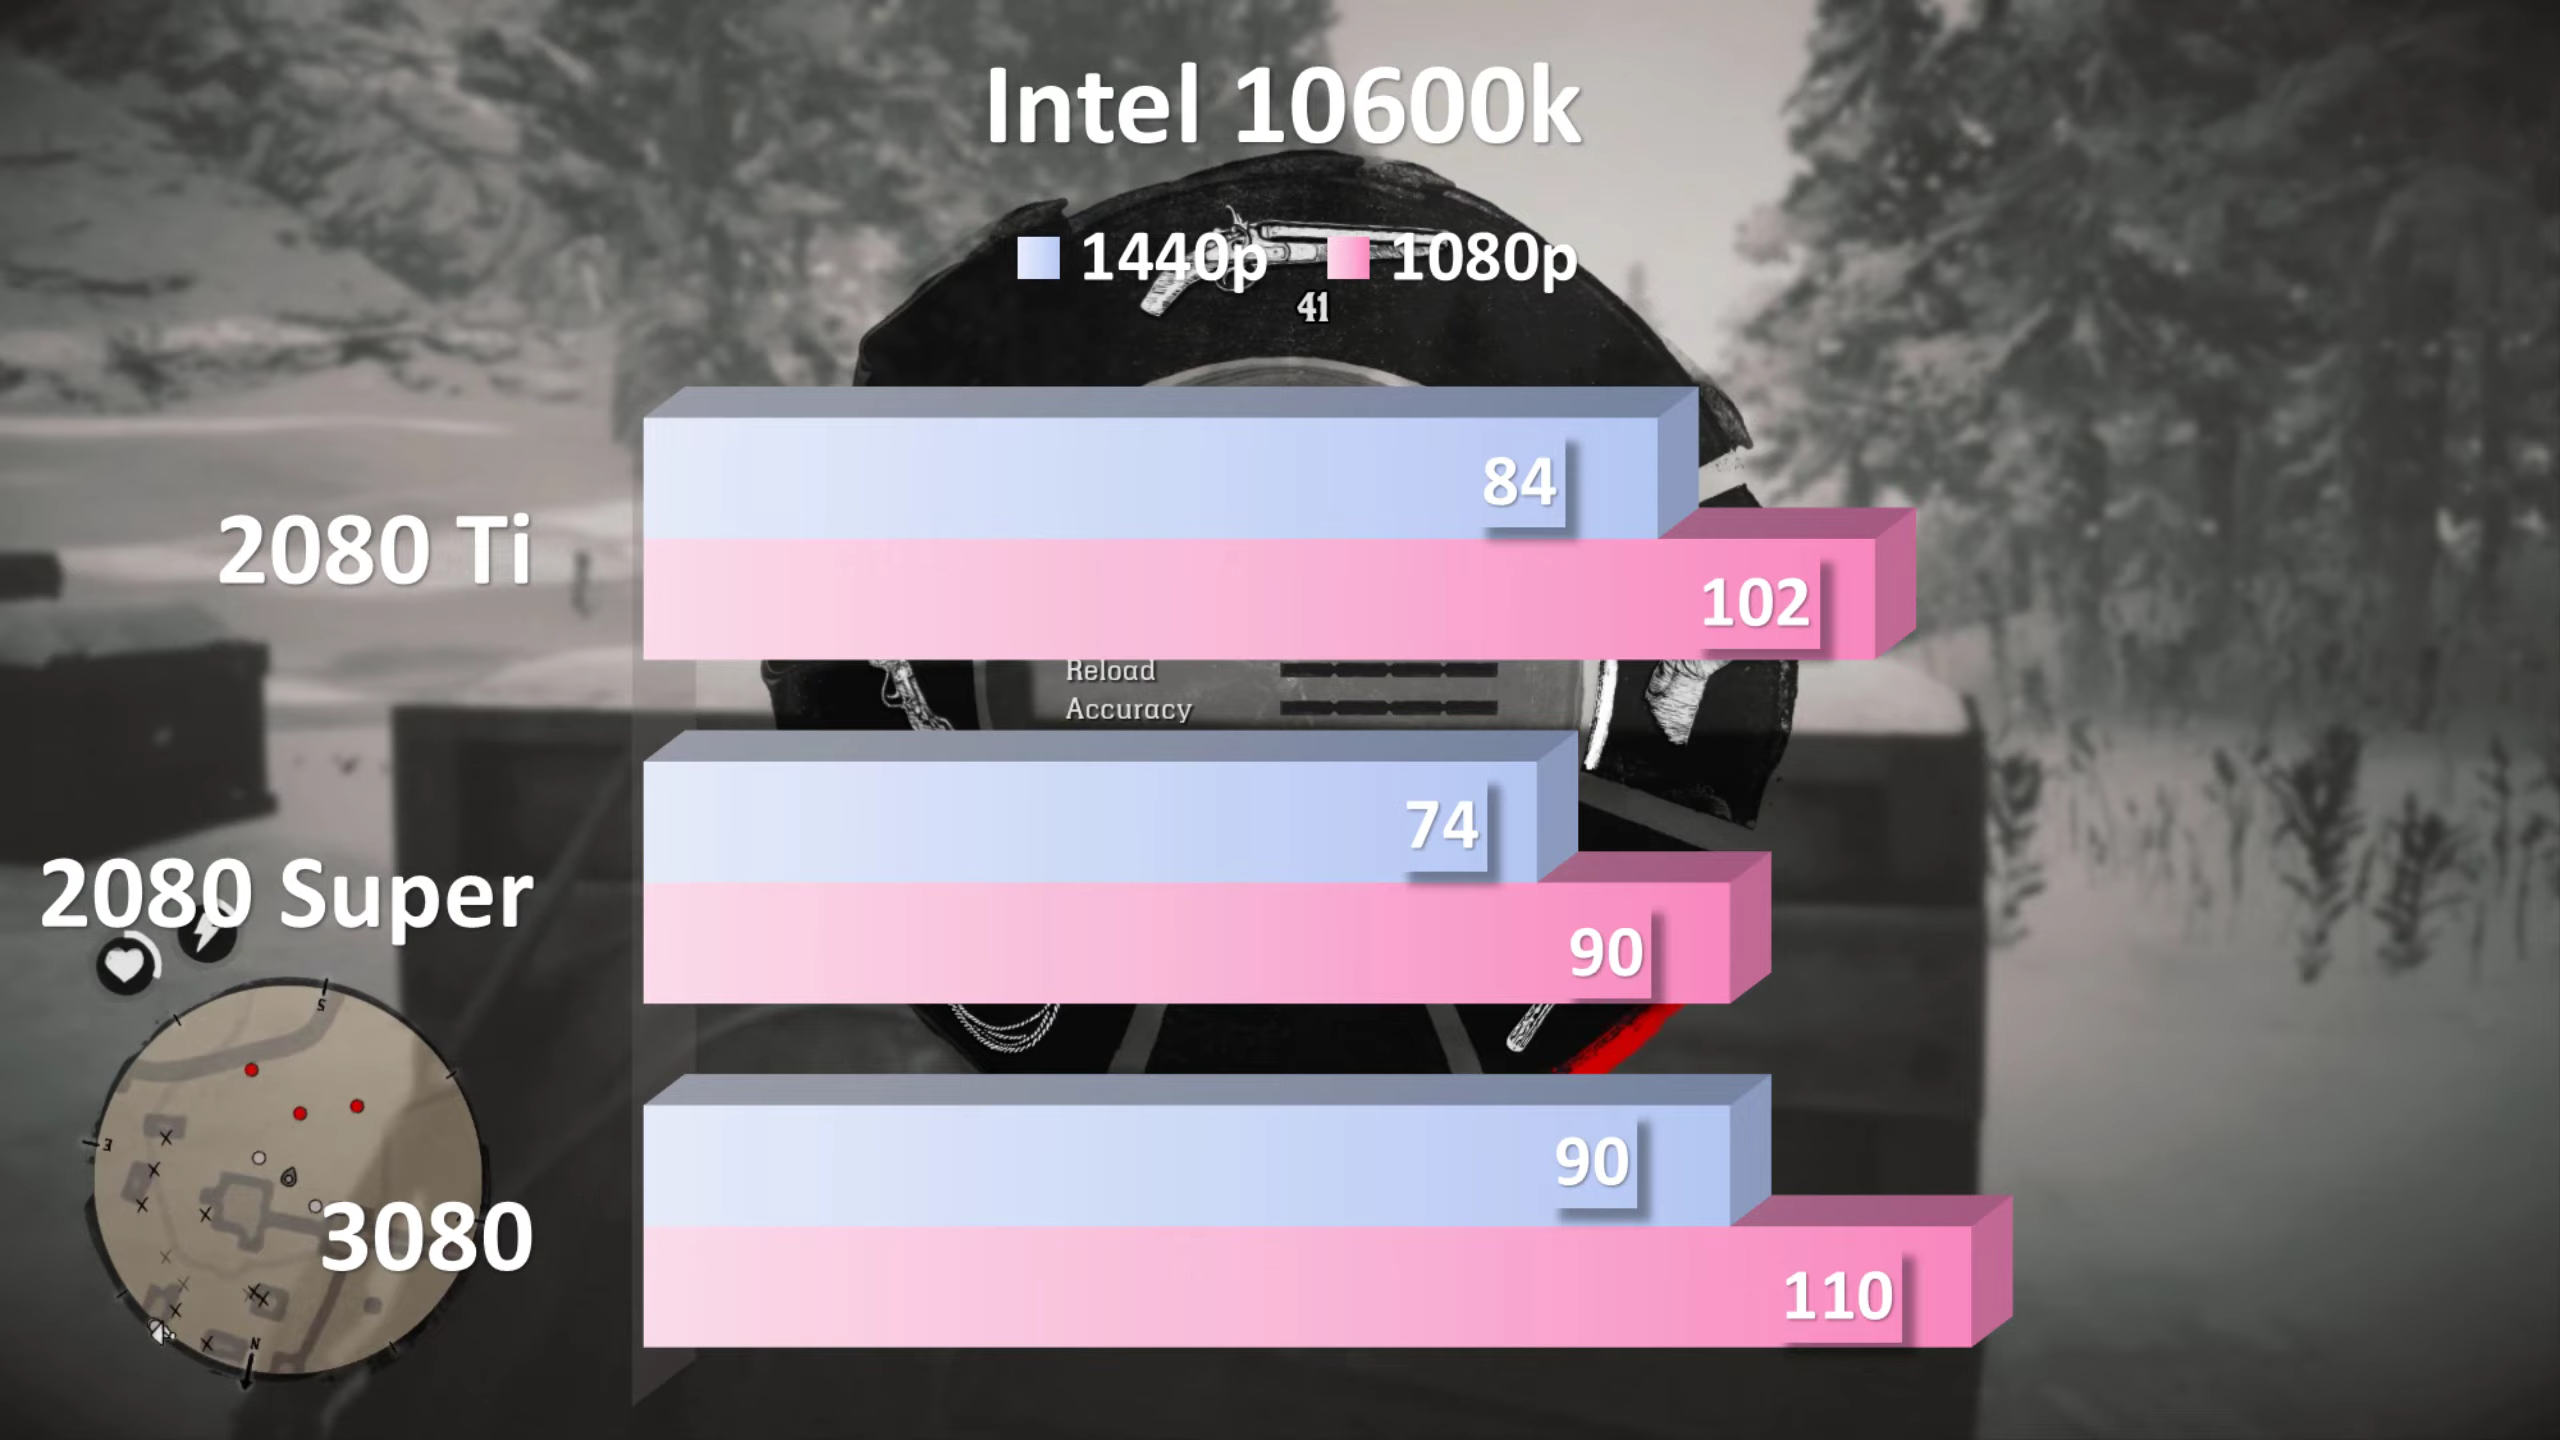 Intel 10600k
1440p 1080p
41
84
2080 Ti
102
Reload
Accuracy
74
2080 Super
90
S
E
90
3080
110
N